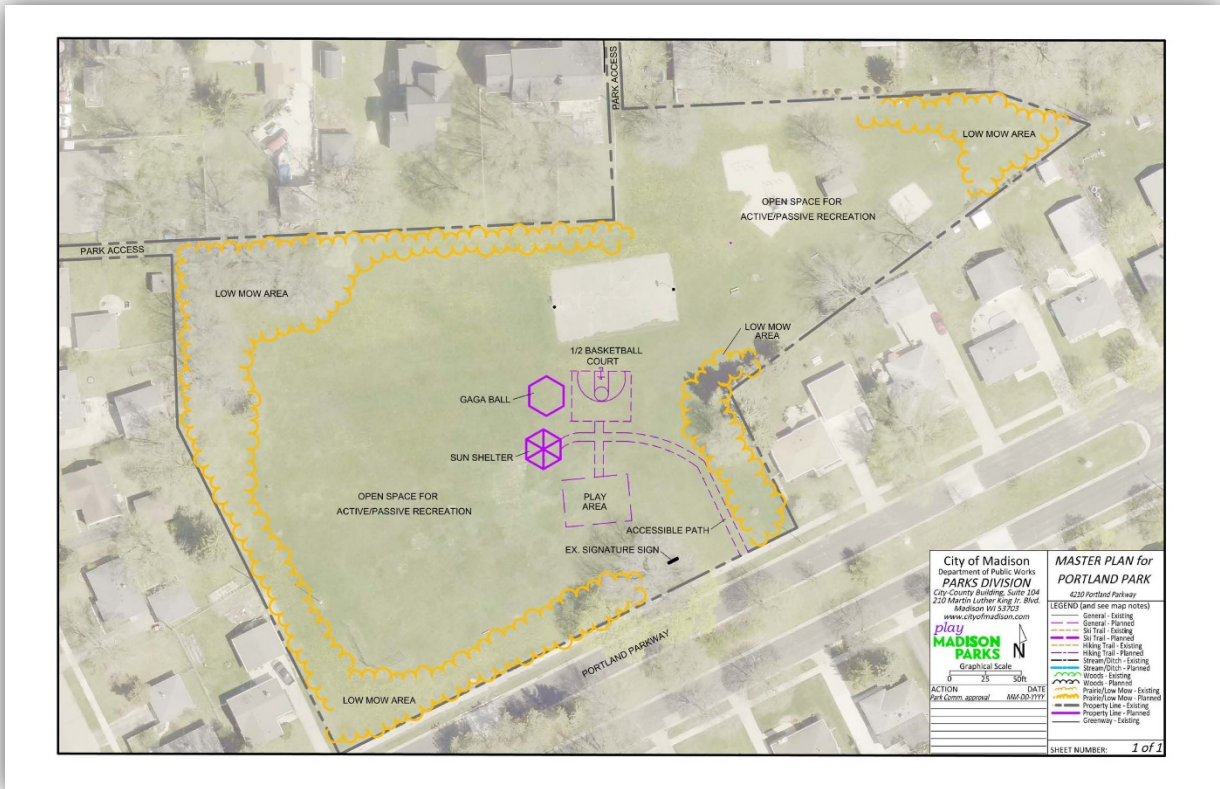 PARK ACCESS
LOW MOW AREA
OPEN SPACE FOR
ACTIVE/PASSIVE RECREATION
PARK ACCESS
LOW MOW AREA
LOW MOW
AREA
1/2 BASKETBALL
COURT
GAGA BALL
SUN SHELTER
OPEN SPACE FOR
ACTIVE/PASSIVE RECREATION
PLAY
AREA
ACCESSIBLE PATH
EX. SIGNATURE SIGN
PORTLAND PARKWAY
LOW MOW AREA
City of Madison
Department of Public Works
PARKS DIVISION
City-County Building, Suite 104
210 Martin Luther King Jr. Blvd.
Madison WI 53703
www.cityofmadison.com
play
MADISON
PARKS
N
Graphical Scale
0 25 50ft
ACTION DATE
Park Comm. approval MM-DD-YYYY
MASTER PLAN for
PORTLAND PARK
4210 Portland Parkway
LEGEND (and see map notes)
General - Existing
General - Planned
Ski Trail - Existing
Ski Trail - Planned
Hiking Trail - Existing
Hiking Trail - Planned
Stream/Ditch - Existing
Stream/Ditch - Planned
Woods - Existing
Woods - Planned
Prairie/Low Mow - Existing
Prairie/Low Mow - Planned
Property Line - Existing
Property Line - Planned
Greenway - Existing
SHEET NUMBER: 1 of 1